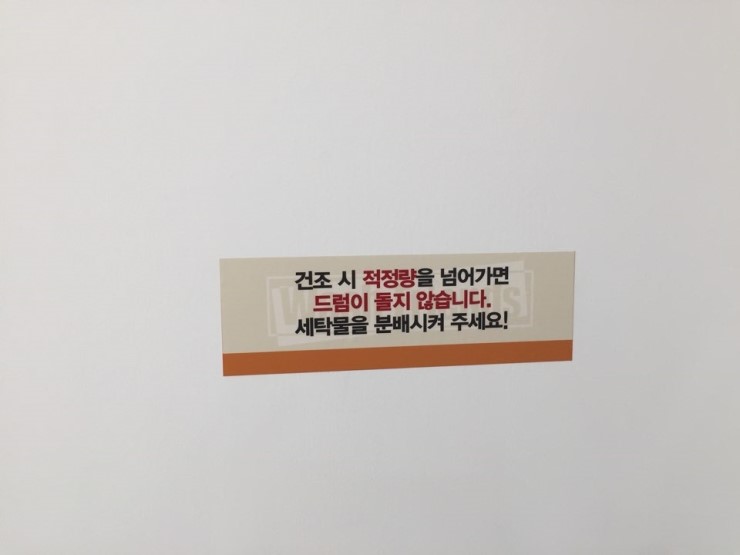 건조 시 적정량을 넘어가면
드럼이 돌지 않습니다.
세탁물을 분배시켜 주세요!